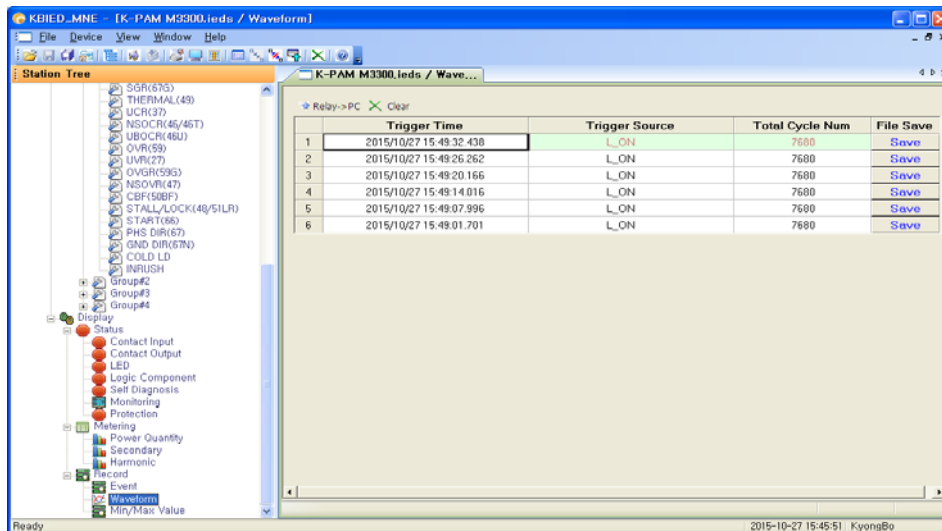 KBIED_MNE - [K-PAM M3300.ieds / Waveform]
File Device View Window Help
Station Tree
SGR(67G)
THERMAL(49)
UCR(37)
NSOCR(46/46T)
UBOCR(46U)
OVR(59)
UVR(27)
OVGR(59G)
NSOVR(47)
CBF(50BF)
STALL/LOCK(48/51LR)
START(66)
PHS DIR(67)
GND DIR(67N)
COLD LD
INRUSH
Group#2
Group#3
Group#4
Display
Status
Contact Input
Contact Output
LED
Logic Component
Self Diagnosis
Monitoring
Protection
Metering
Power Quantity
Secondary
Harmonic
Record
Event
Waveform
Min/Max Value
K-PAM M3300.ieds / Wave...
Relay->PC Clear
Trigger Time Trigger Source Total Cycle Num File Save
1 2015/10/27 15:49:32.438 L_ON 7680 Save
2 2015/10/27 15:49:26.262 L_ON 7680 Save
3 2015/10/27 15:49:20.166 L_ON 7680 Save
4 2015/10/27 15:49:14.016 L_ON 7680 Save
5 2015/10/27 15:49:07.996 L_ON 7680 Save
6 2015/10/27 15:49:01.701 L_ON 7680 Save
Ready 2015-10-27 15:45:51 KyongBo